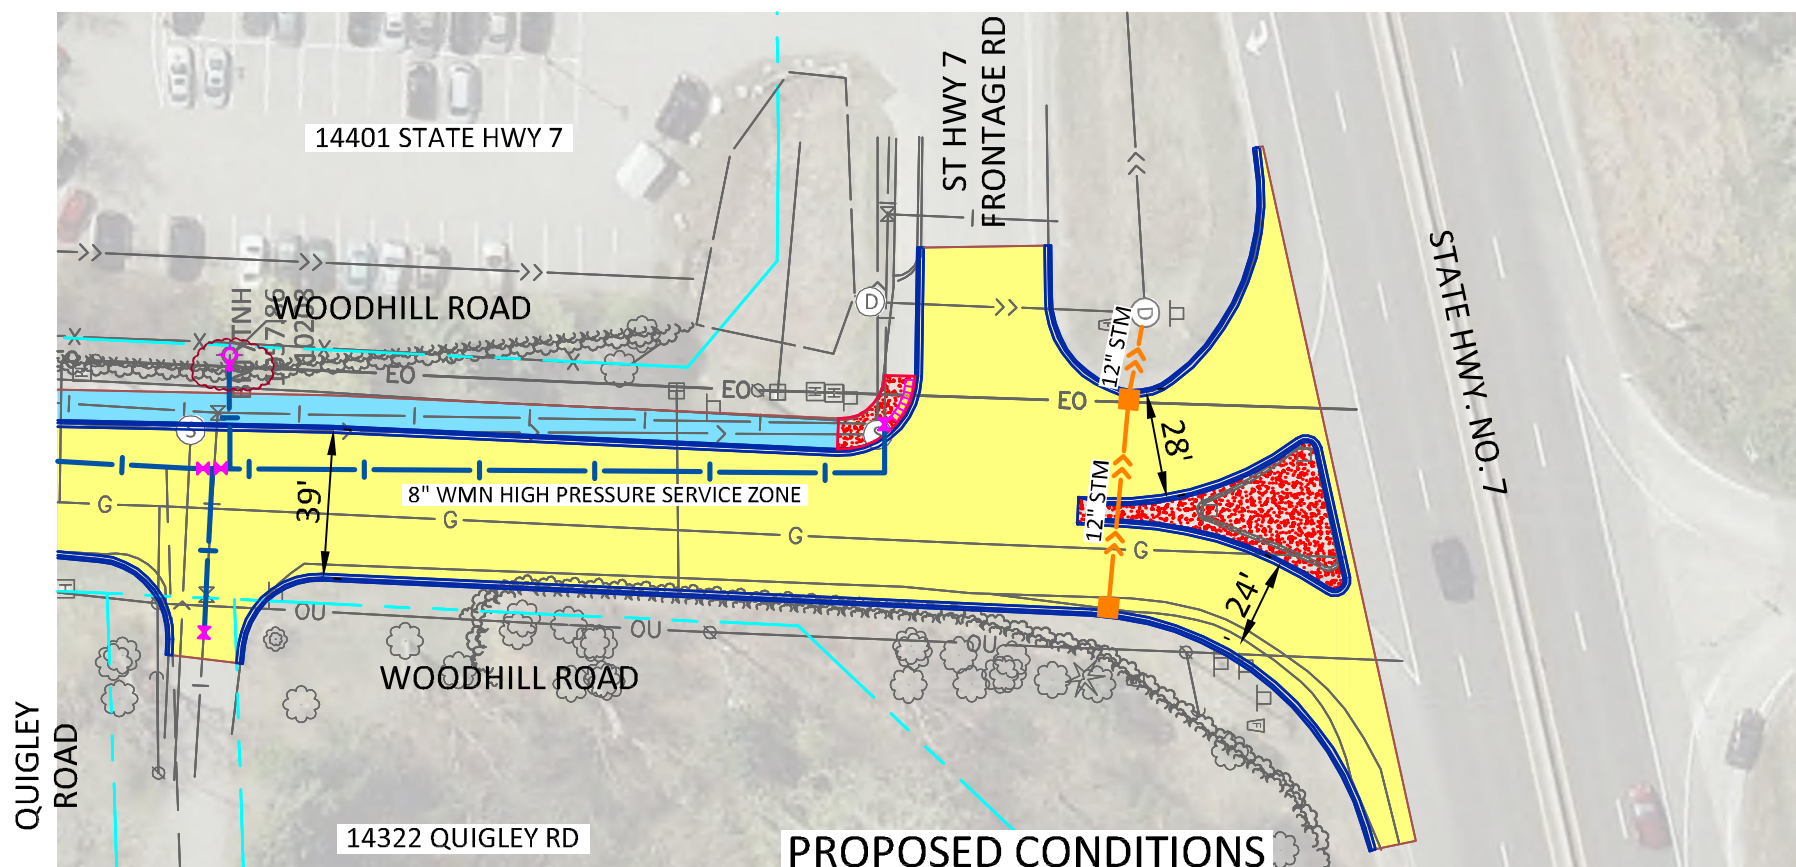 14401 STATE HWY 7
ST HWY 7
FRONTAGE RD
WOODHILL ROAD
STATE HWY. NO. 7
D
D
12" STM
EO
EO
EO
S
28'
39'
8" WMN HIGH PRESSURE SERVICE ZONE
12" STM
G
G
G
G
24'
OU
OU
OU
WOODHILL ROAD
QUIGLEY
ROAD
14322 QUIGLEY RD
PROPOSED CONDITIONS